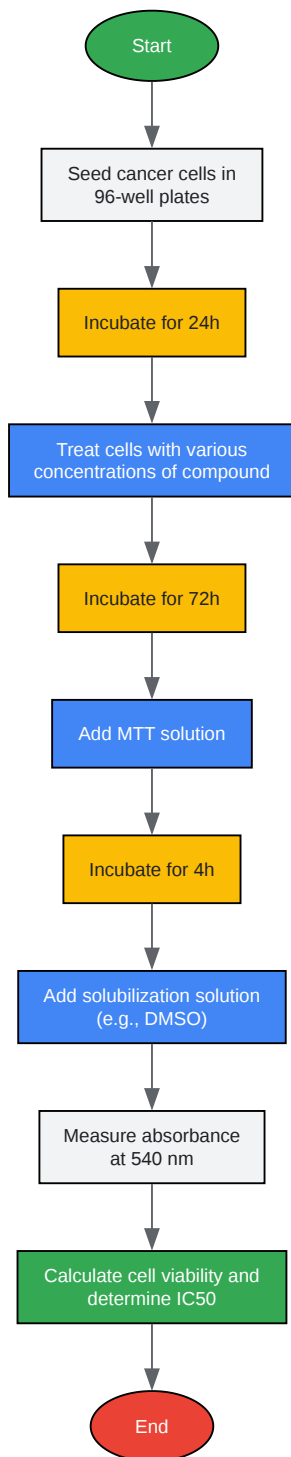 Start
Seed cancer cells in
96-well plates
Incubate for 24h
Treat cells with various
concentrations of compound
Incubate for 72h
Add MTT solution
Incubate for 4h
Add solubilization solution
(e.g., DMSO)
Measure absorbance
at 540 nm
Calculate cell viability and
determine IC50
End